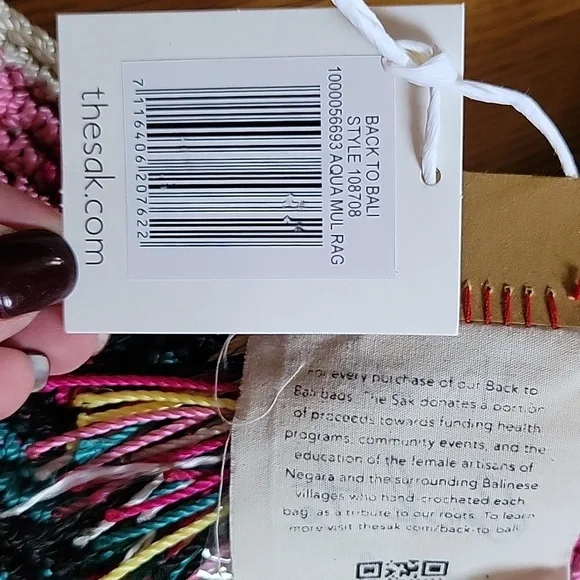 thesak.com
BACK TO BALI
STYLE 108708
1000056693 AQUA MUL RAG
7 11640 61207622
For every purchase of our Back to
Bali bags, The Sak donates a portion
of proceeds towards funding health
programs, community events, and the
education of the female artisans of
Negara and the surrounding Balinese
villages who hand-crocheted each
bag, as a tribute to our roots. To learn
more visit thesak.com/back-to-bali